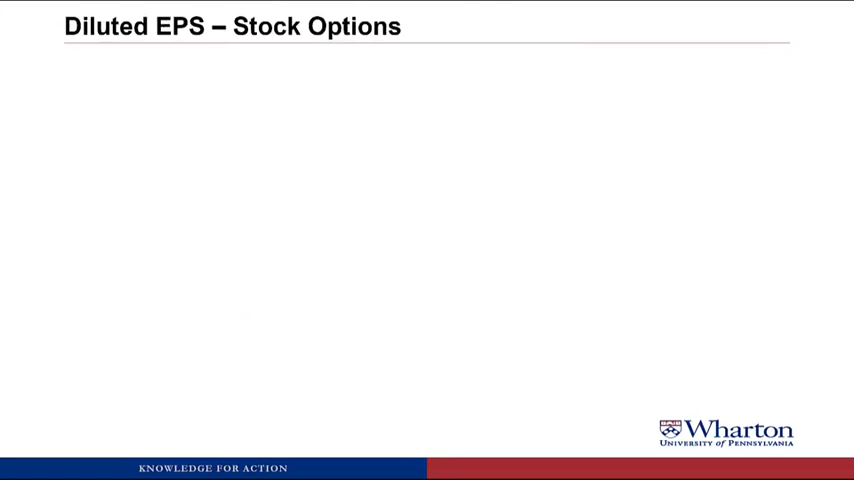 Diluted EPS – Stock Options
Wharton
UNIVERSITY OF PENNSYLVANIA
KNOWLEDGE FOR ACTION